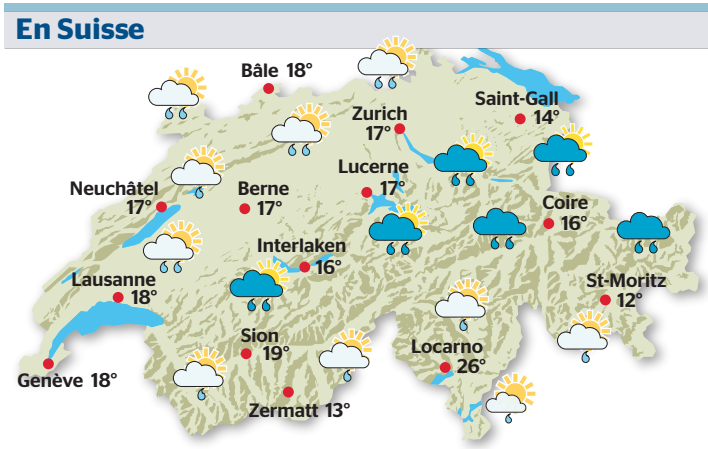 En Suisse
Bâle 18°
Saint-Gall
14°
Zurich
17°
Lucerne
17°
Neuchâtel
17°
Berne
17°
Coire
16°
Interlaken
16°
Lausanne
18°
St-Moritz
12°
Sion
19°
Locarno
26°
Genève 18°
Zermatt 13°